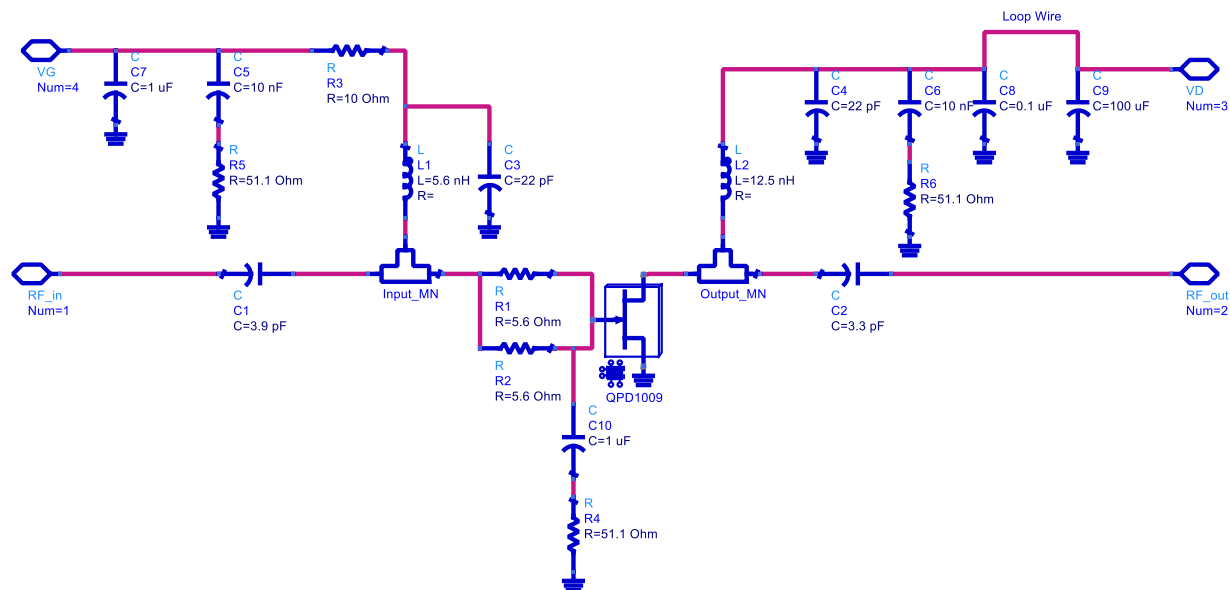 Loop Wire
VG
Num=4
C
C7
C=1 uF
C
C5
C=10 nF
R
R3
R=10 Ohm
C
C4
C=22 pF
C
C6
C=10 nF
C
C8
C=0.1 uF
C
C9
C=100 uF
VD
Num=3
R
R5
R=51.1 Ohm
L
L1
L=5.6 nH
R=
C
C3
C=22 pF
L
L2
L=12.5 nH
R=
R
R6
R=51.1 Ohm
RF_in
Num=1
C
C1
C=3.9 pF
Input_MN
R
R1
R=5.6 Ohm
R
R2
R=5.6 Ohm
QPD1009
Output_MN
C
C2
C=3.3 pF
RF_out
Num=2
C
C10
C=1 uF
R
R4
R=51.1 Ohm